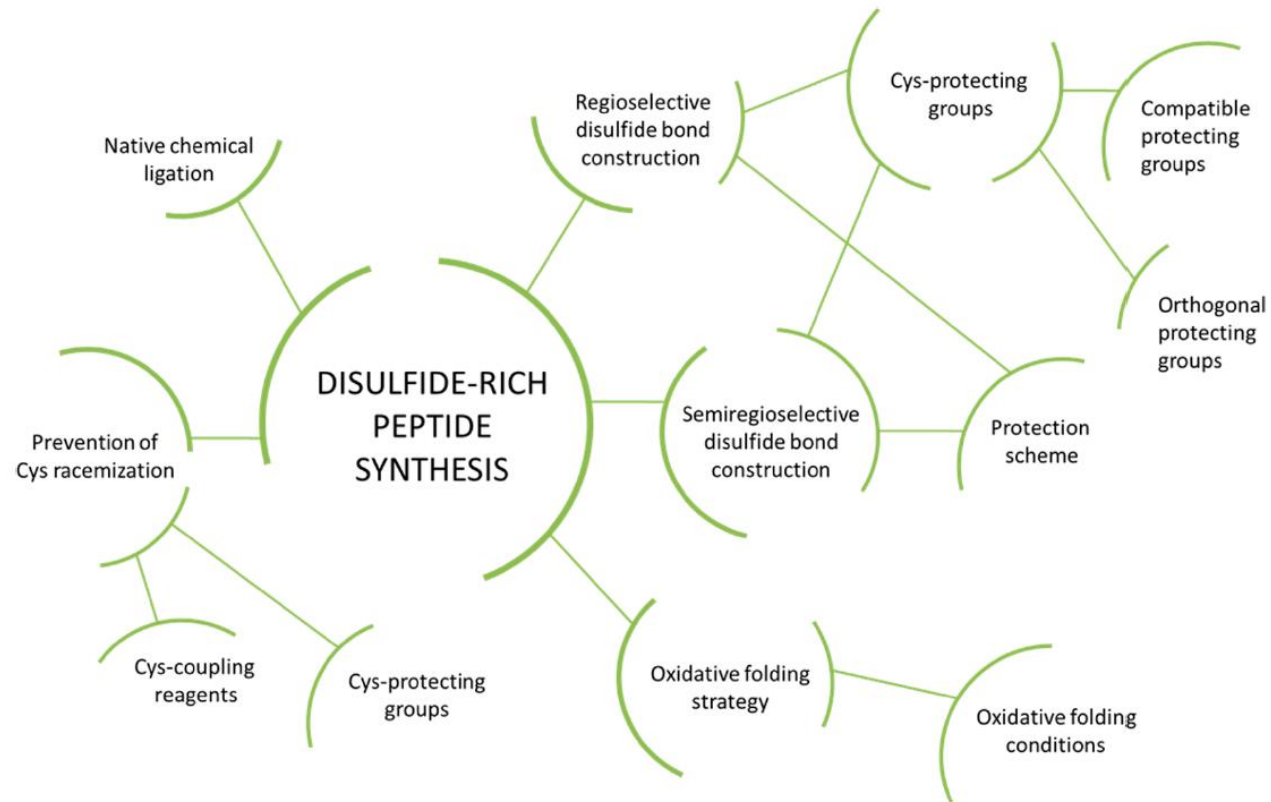 Native chemical
ligation
Regioselective
disulfide bond
construction
Cys-protecting
groups
Compatible
protecting
groups
Orthogonal
protecting
groups
DISULFIDE-RICH
PEPTIDE
SYNTHESIS
Prevention of
Cys racemization
Semiregioselective
disulfide bond
construction
Protection
scheme
Cys-coupling
reagents
Cys-protecting
groups
Oxidative folding
strategy
Oxidative folding
conditions